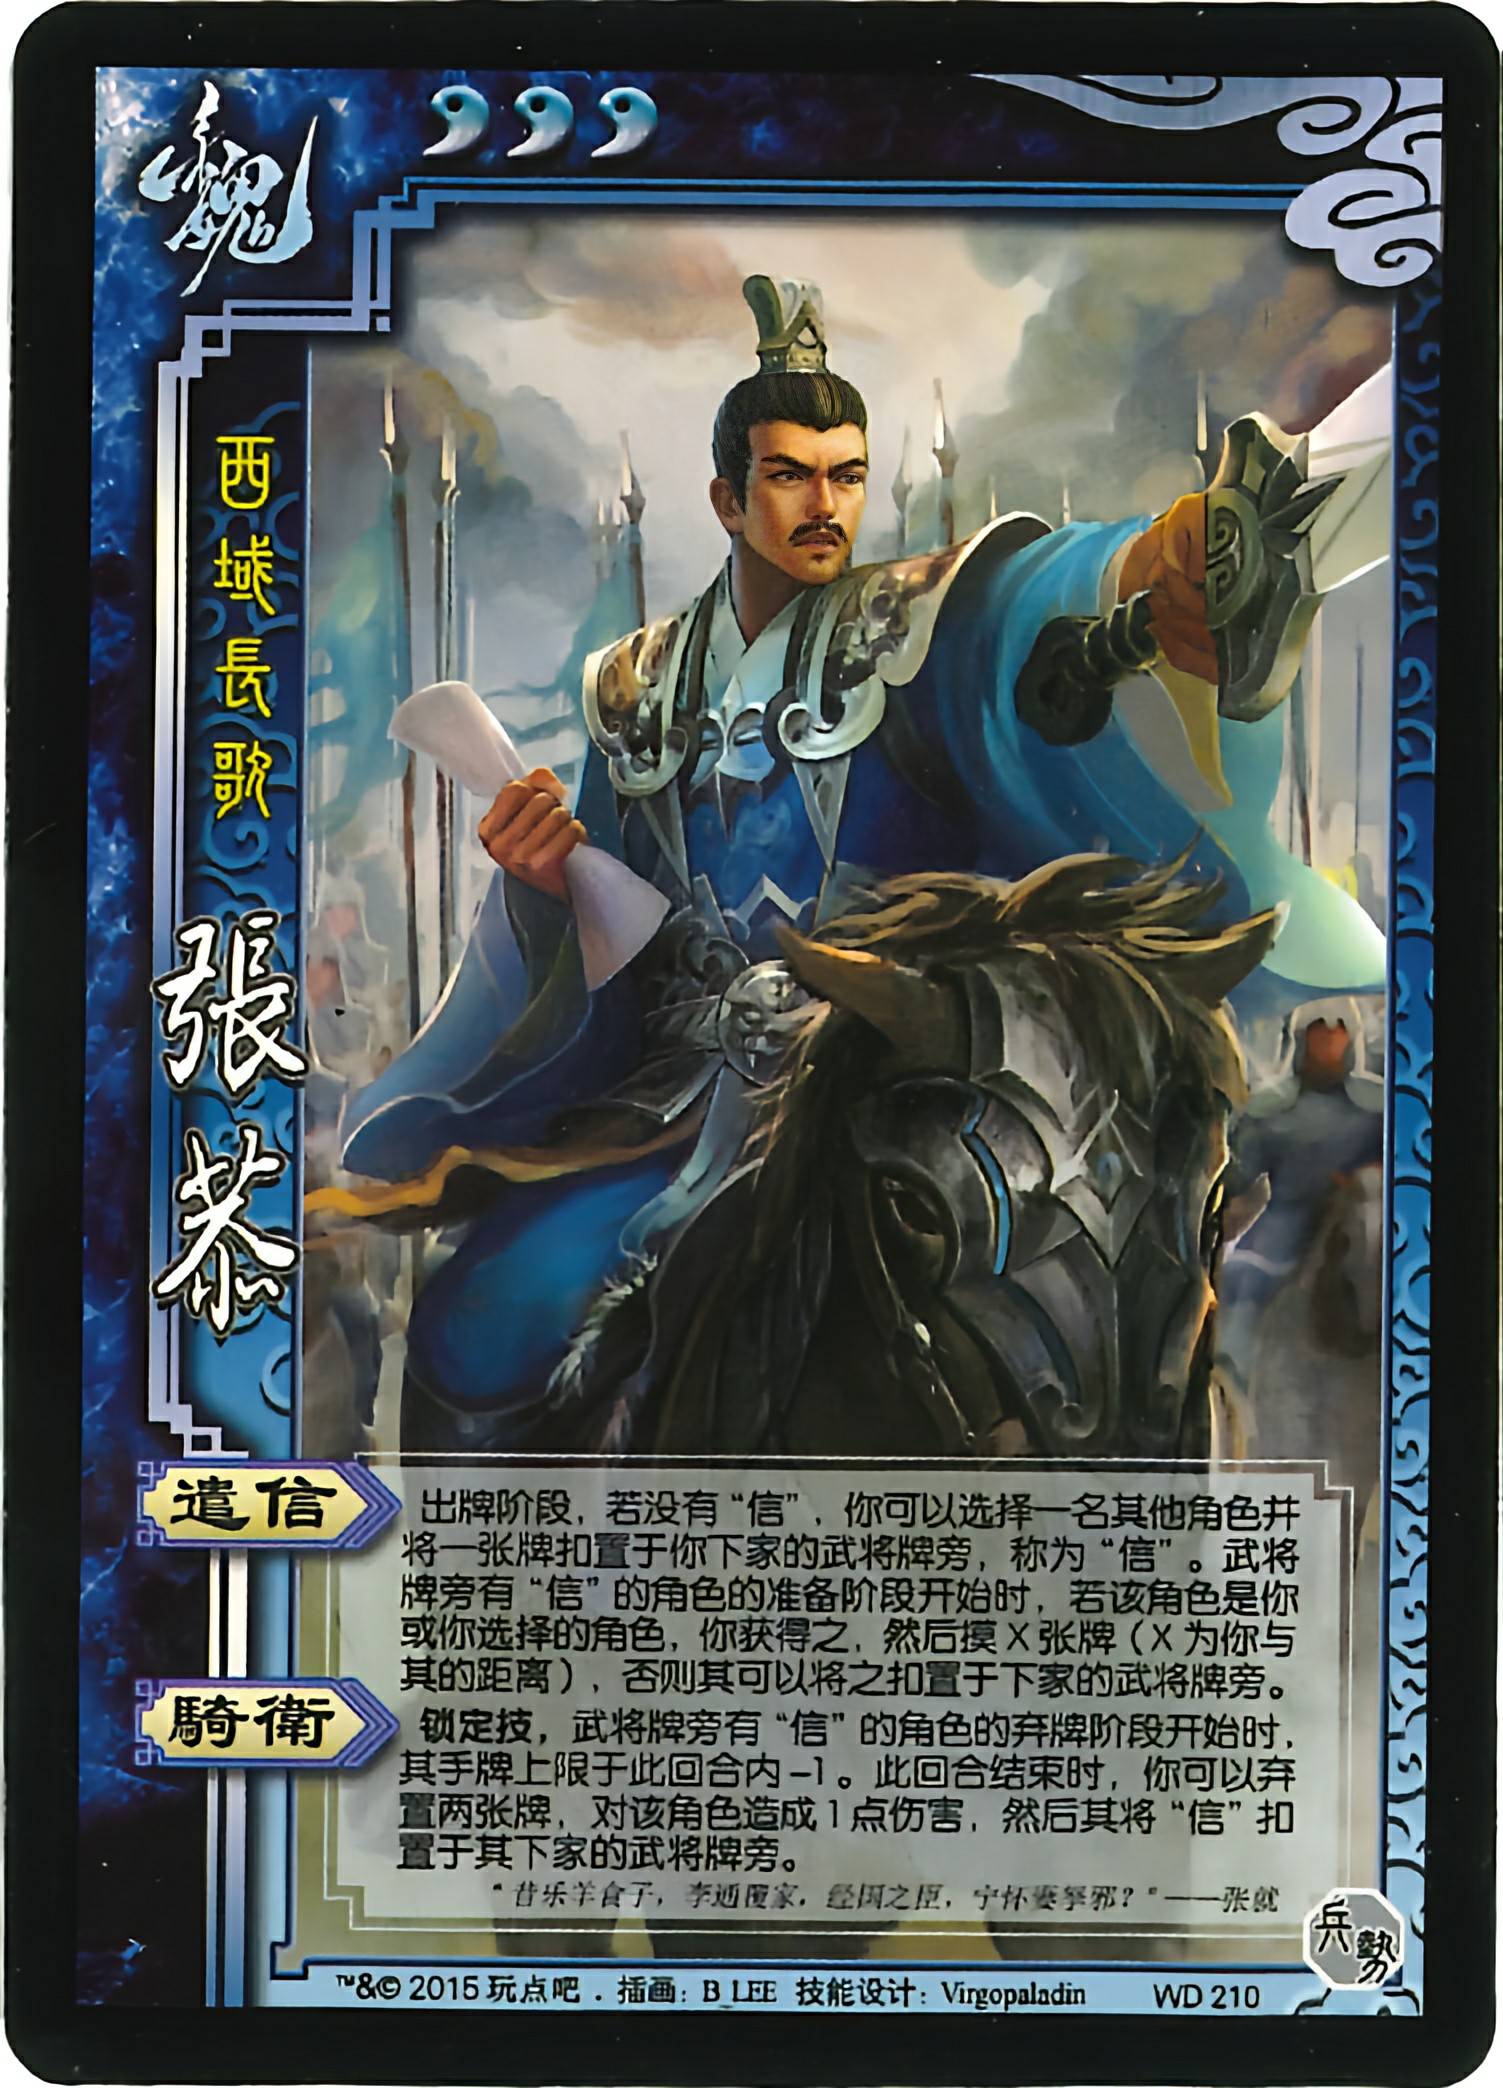 魏
西域長歌
張恭
遣信
出牌阶段，若没有“信”，你可以选择一名其他角色并
将一张牌扣置于你下家的武将牌旁，称为“信”。武将
牌旁有“信”的角色的准备阶段开始时，若该角色是你
或你选择的角色，你获得之，然后摸X张牌（X为你与
其的距离），否则其可以将之扣置于下家的武将牌旁。
騎衛
锁定技，武将牌旁有“信”的角色的弃牌阶段开始时，
其手牌上限于此回合内-1。此回合结束时，你可以弃
置两张牌，对该角色造成1点伤害，然后其将“信”扣
置于其下家的武将牌旁。
“昔乐羊食子，李通覆家，经国之臣，宁怀妻孥邪？”——张就
兵勢
™&© 2015 玩点吧 . 插画：B_LEE 技能设计：Virgopaladin WD 210